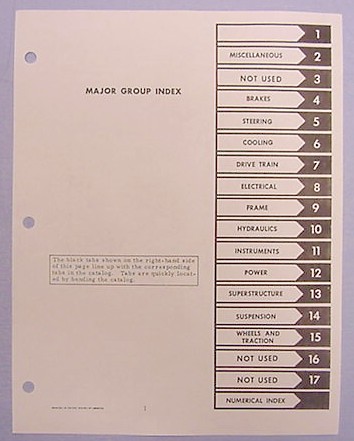 1
MISCELLANEOUS 2
NOT USED 3
MAJOR GROUP INDEX
BRAKES 4
STEERING 5
COOLING 6
DRIVE TRAIN 7
ELECTRICAL 8
FRAME 9
HYDRAULICS 10
INSTRUMENTS 11
The blank tabs shown on the right-hand side
of this page line up with the corresponding
tabs in the catalog. Tabs are quickly locat-
ed by bending the catalog.
POWER 12
SUPERSTRUCTURE 13
SUSPENSION 14
WHEELS AND
TRACTION 15
NOT USED 16
NOT USED 17
NUMERICAL INDEX
1